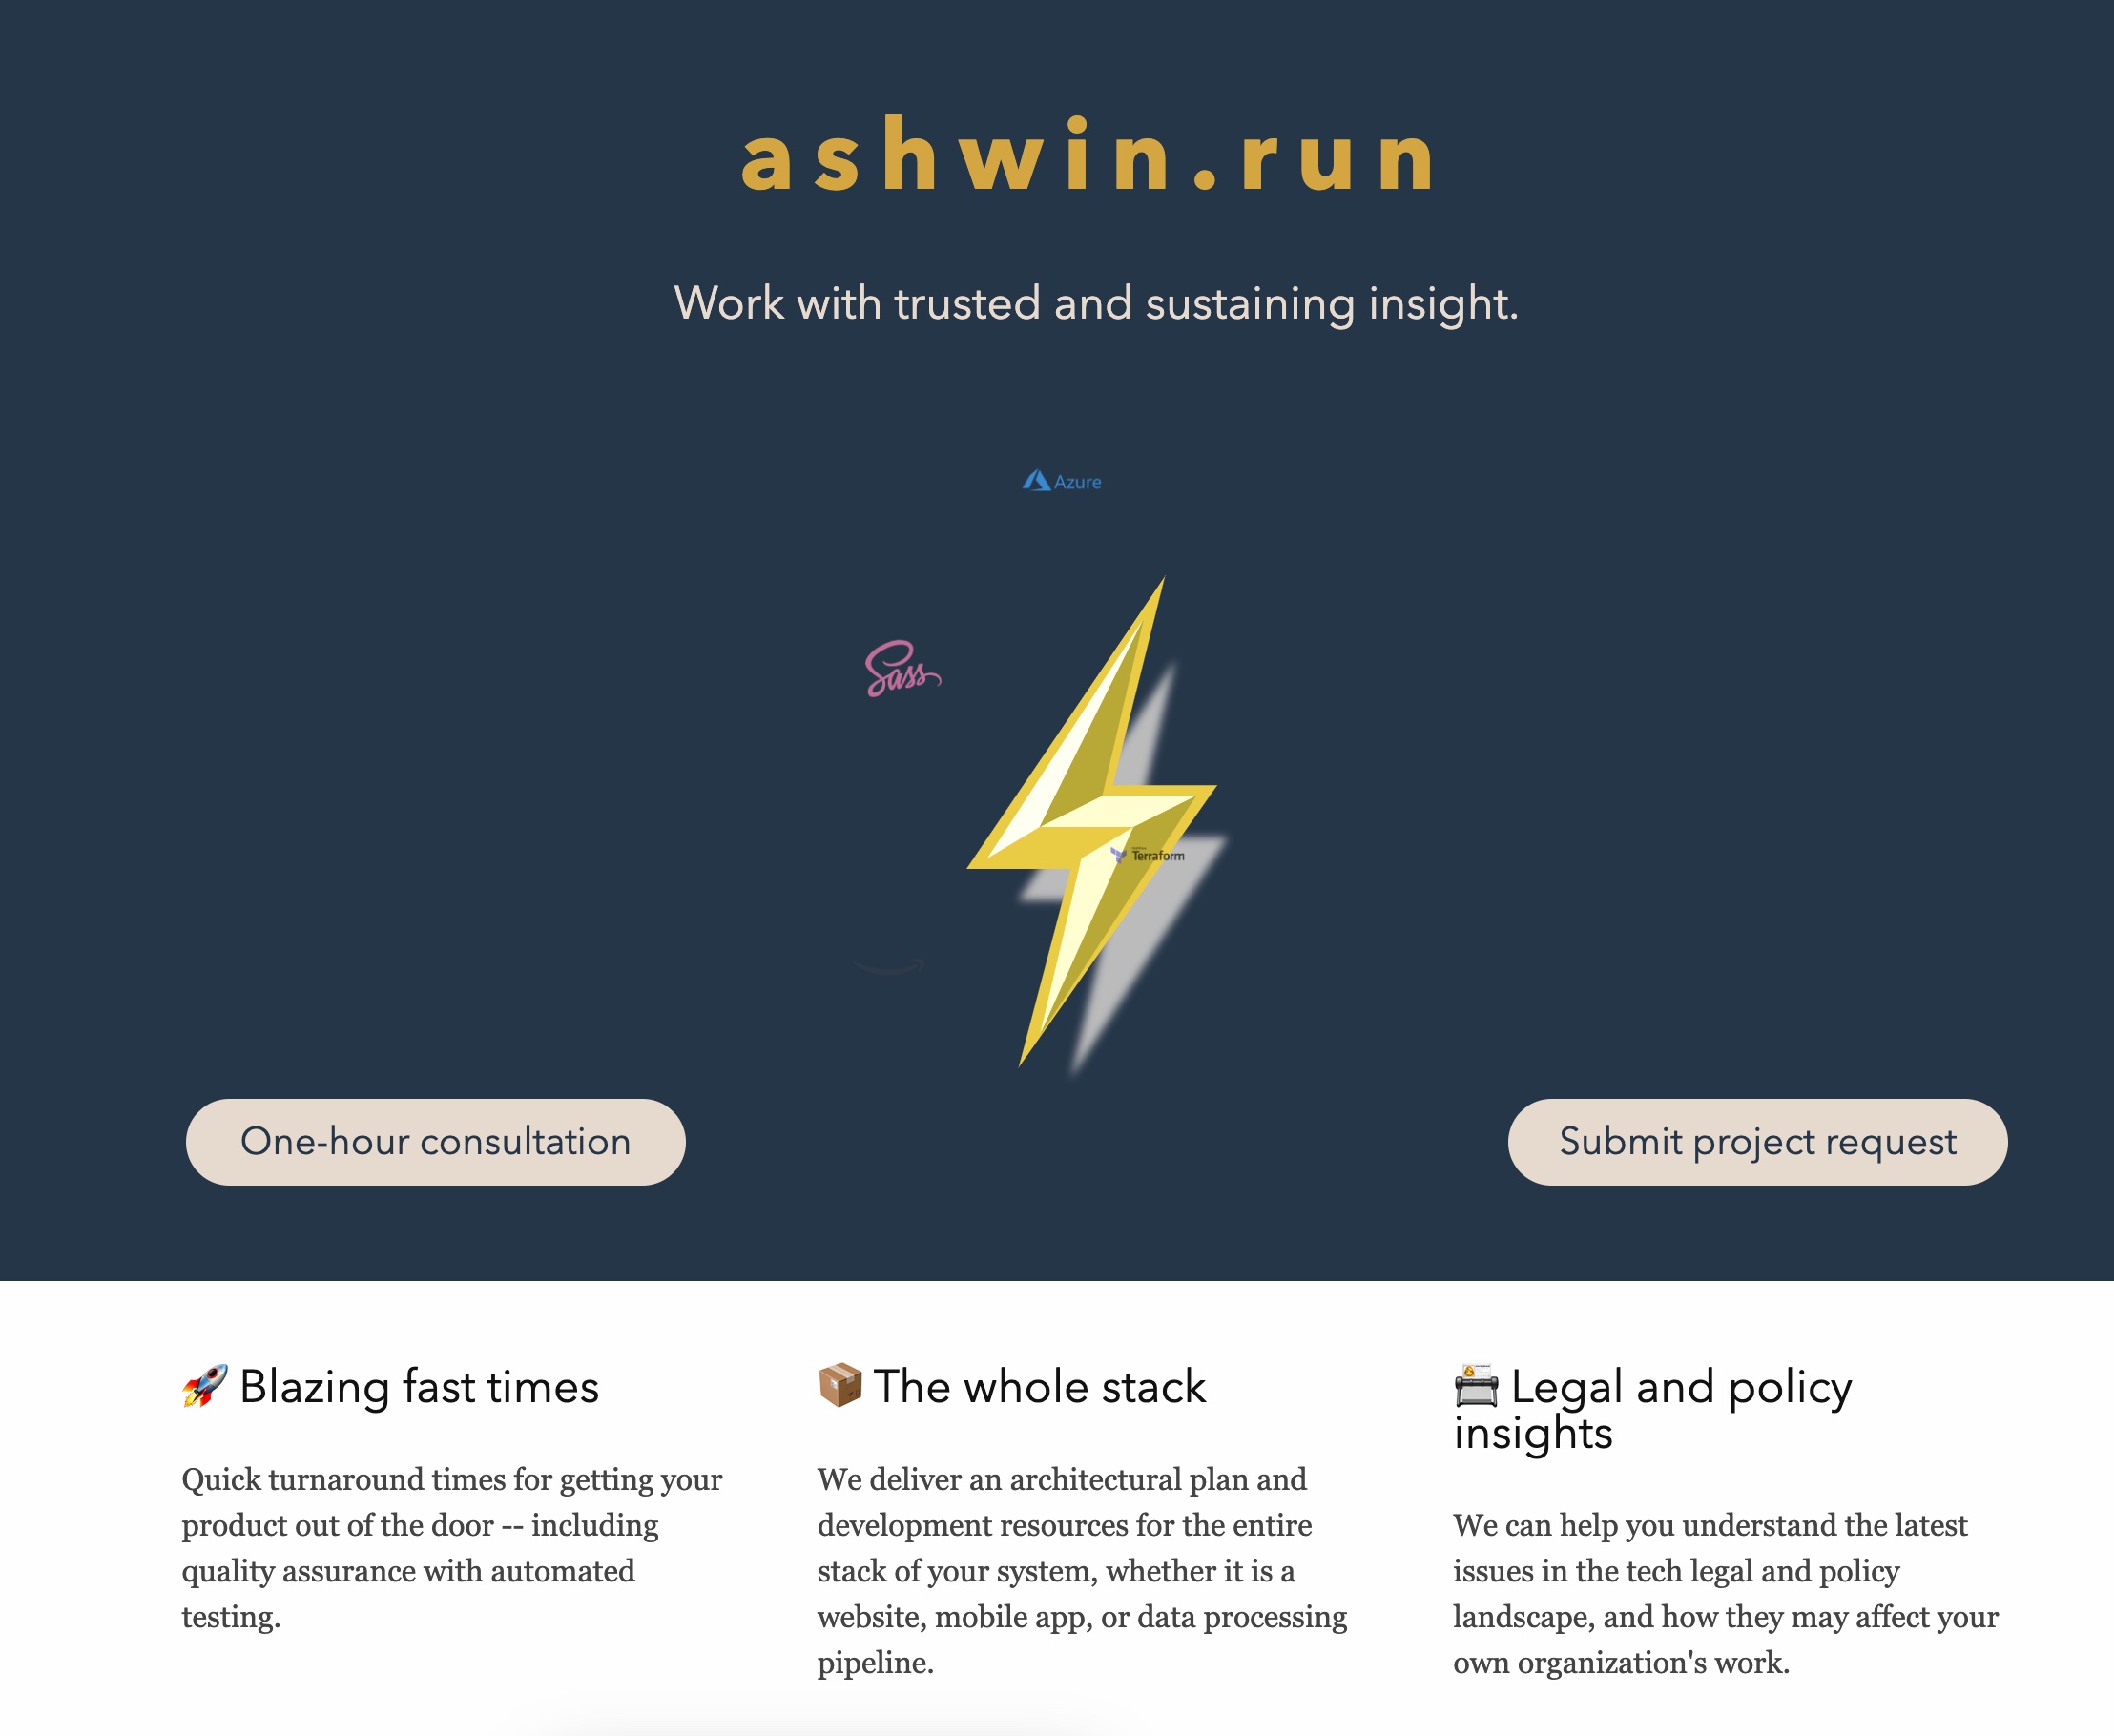 ashwin.run
Work with trusted and sustaining insight.
Azure
Sass
Terraform
One-hour consultation
Submit project request
🚀 Blazing fast times
Quick turnaround times for getting your
product out of the door -- including
quality assurance with automated
testing.
📦 The whole stack
We deliver an architectural plan and
development resources for the entire
stack of your system, whether it is a
website, mobile app, or data processing
pipeline.
Legal and policy
insights
We can help you understand the latest
issues in the tech legal and policy
landscape, and how they may affect your
own organization's work.